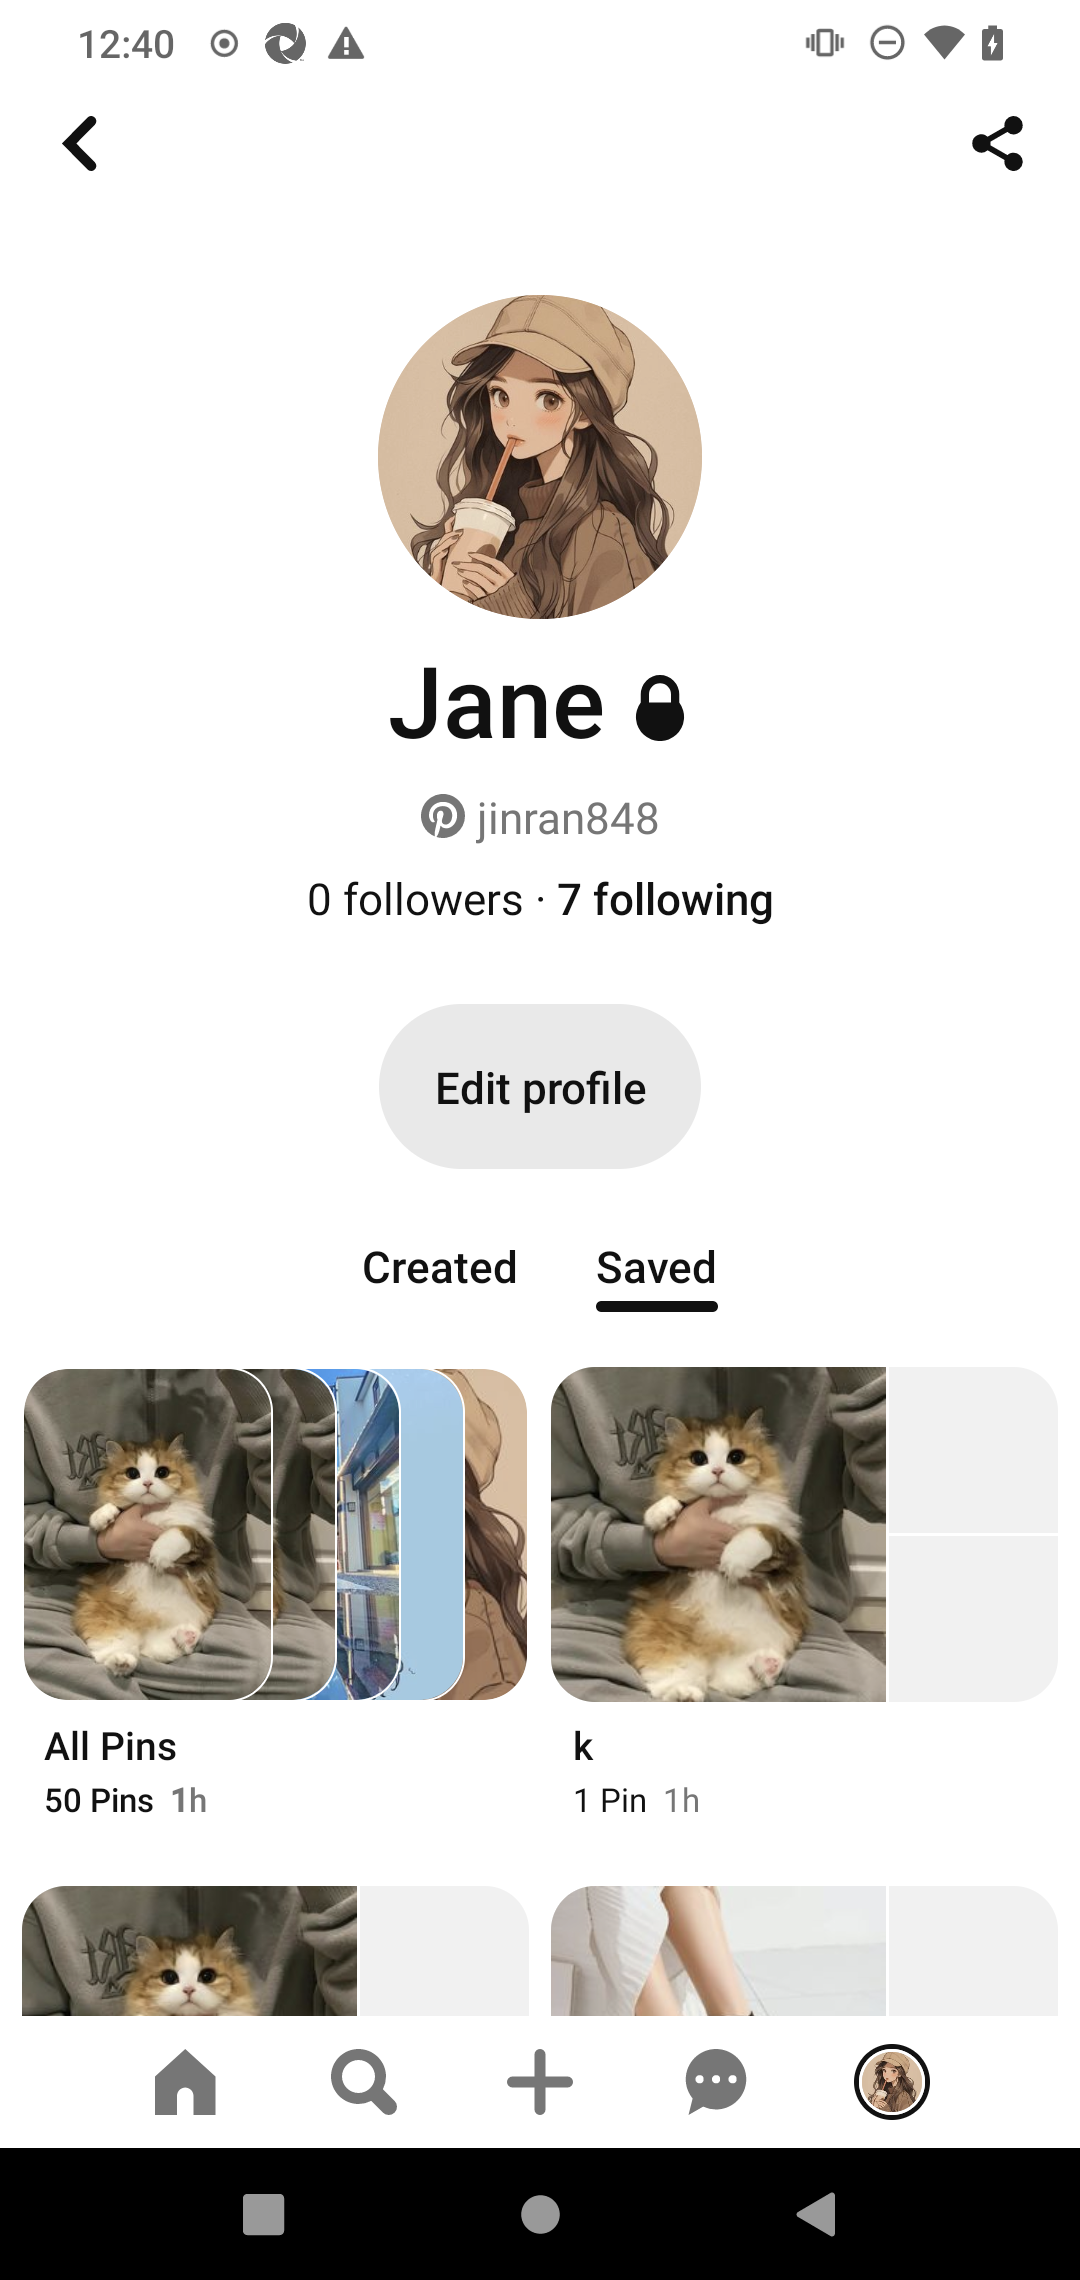 12:40
Jane
jinran848
0 followers · 7 following
Edit profile
Created Saved
All Pins
50 Pins 1h
k
1 Pin 1h